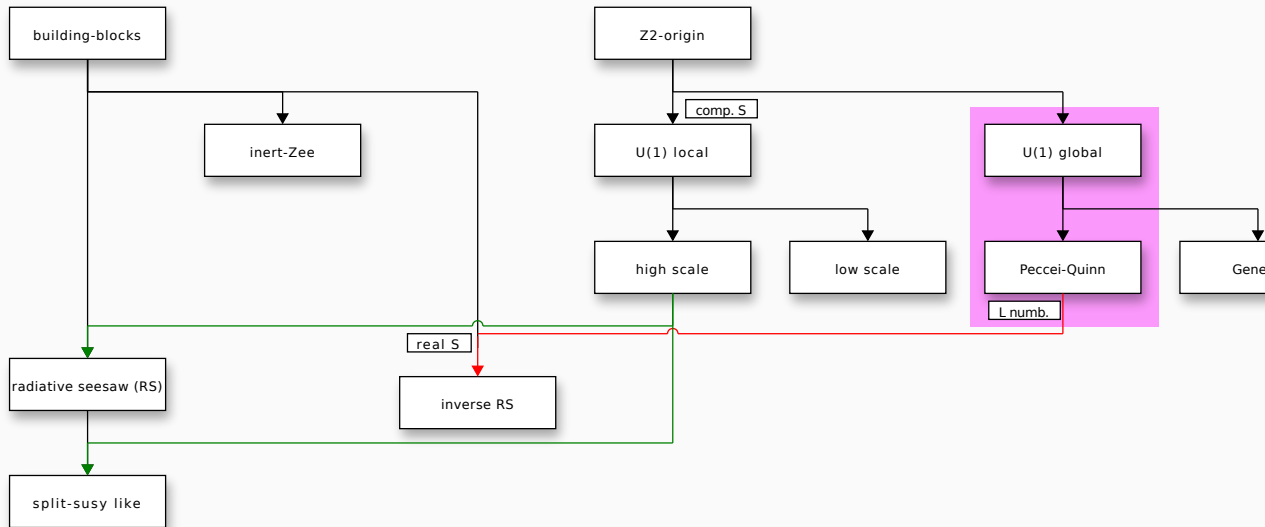 building-blocks
Z2-origin
comp. S
inert-Zee
U(1) local
U(1) global
high scale
low scale
Peccei-Quinn
Gene
L numb.
real S
radiative seesaw (RS)
inverse RS
split-susy like